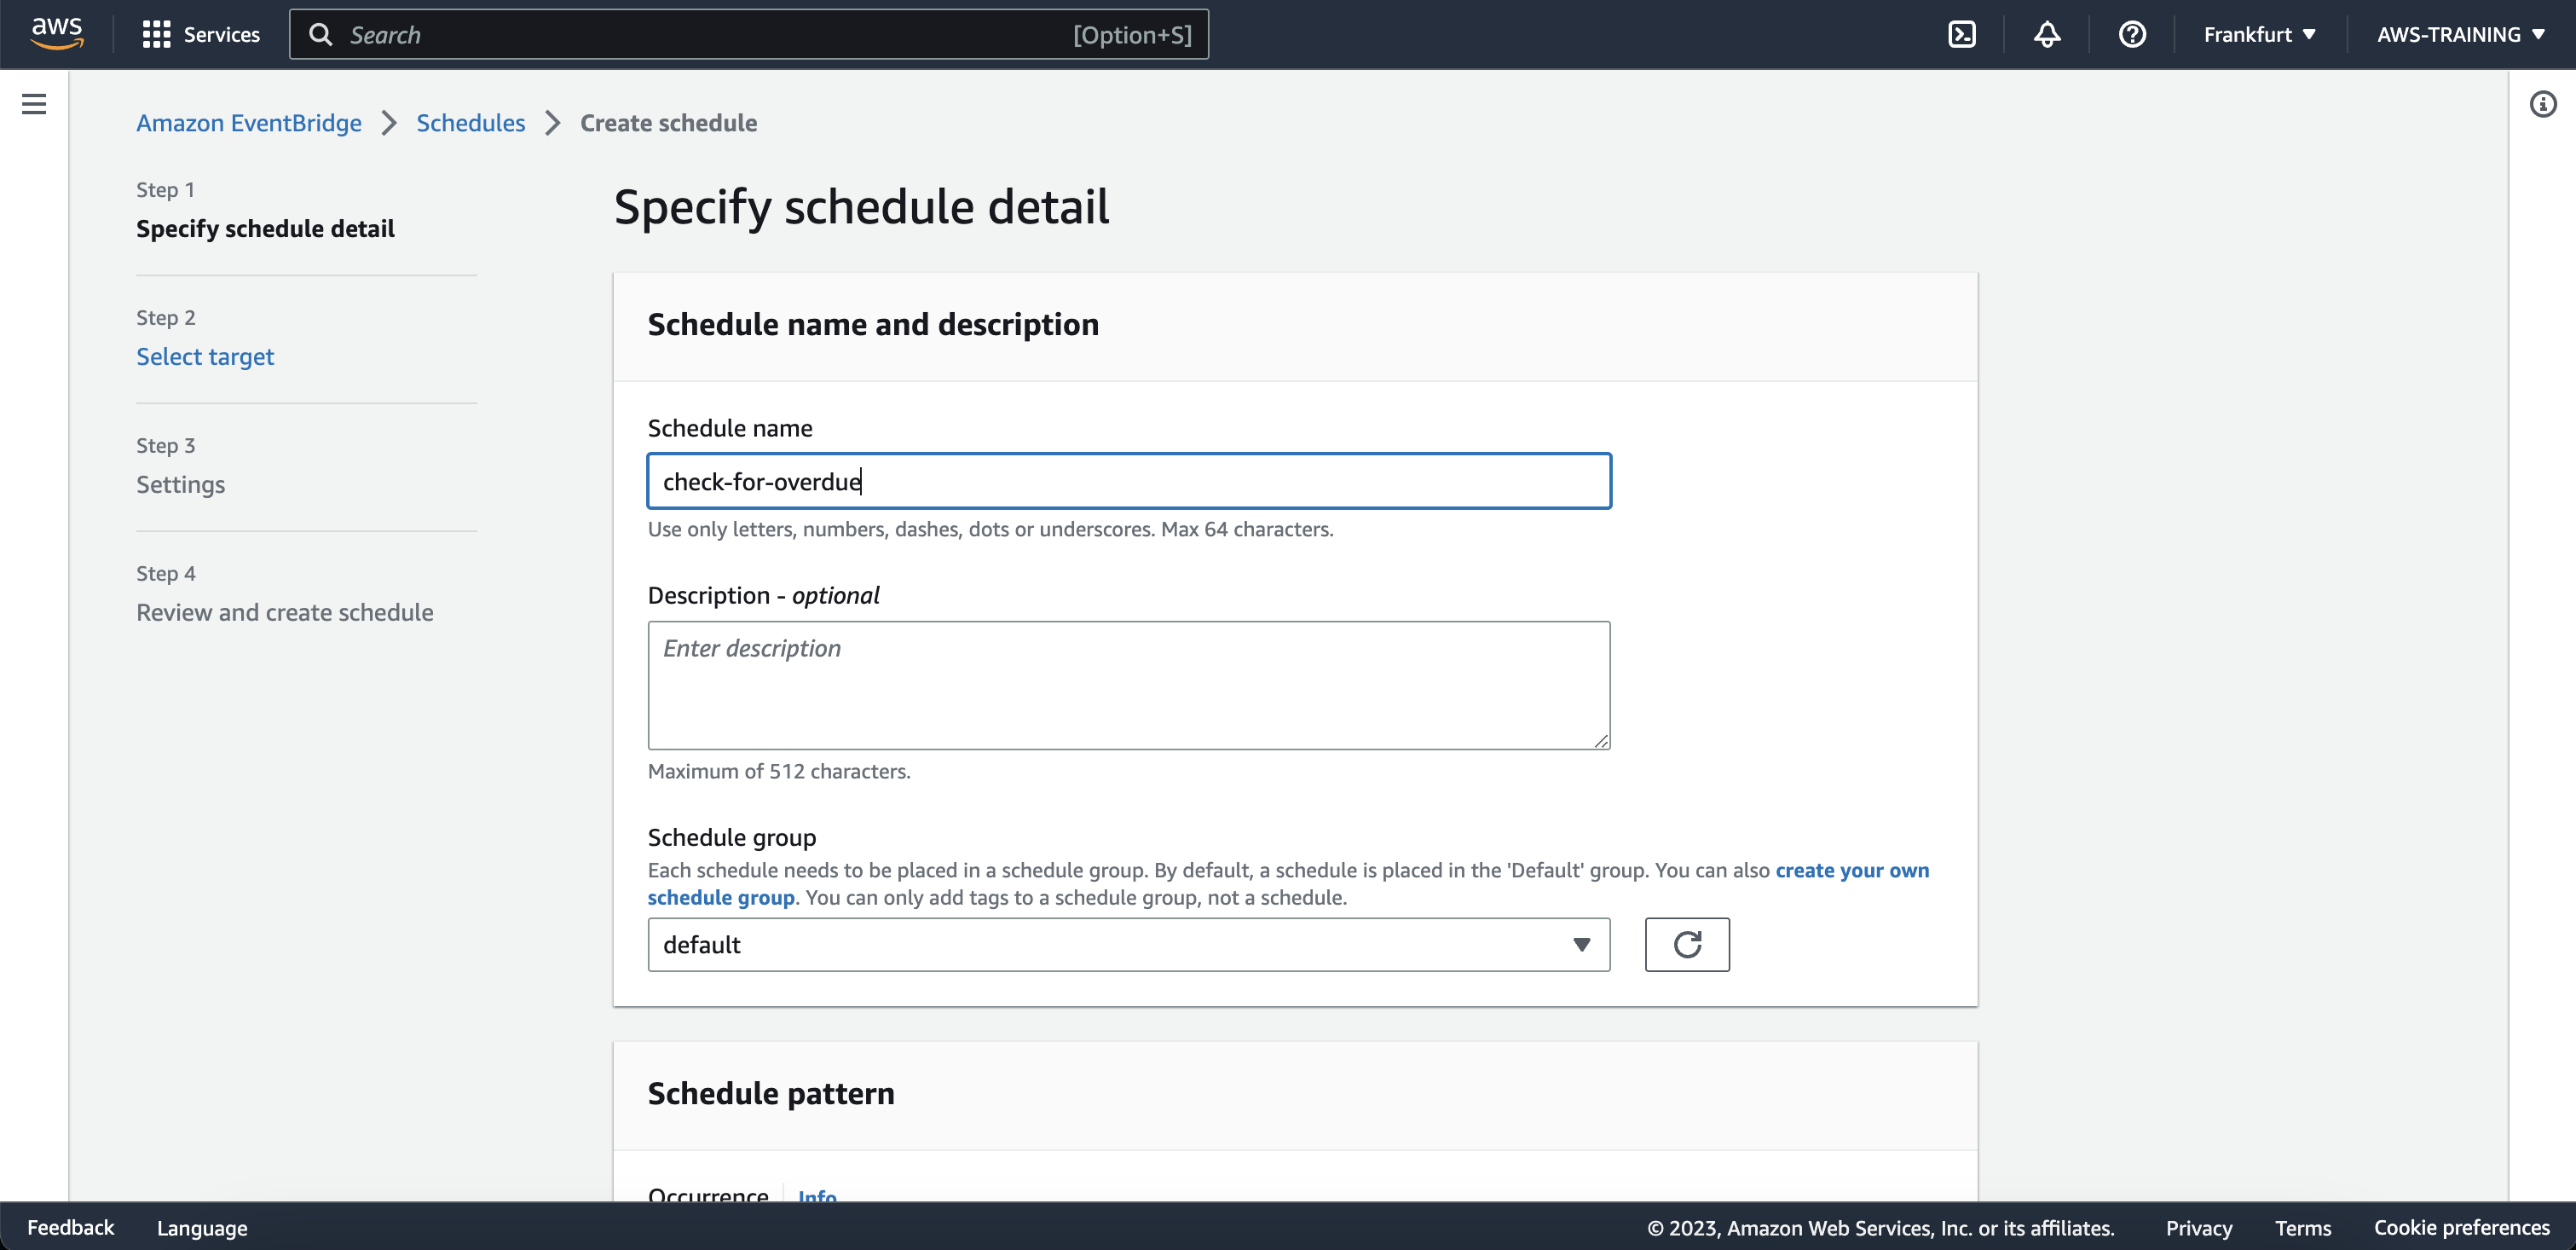 aws
Services
Search
[Option+S]
Frankfurt
AWS-TRAINING
Amazon EventBridge
Schedules
Create schedule
Step 1
Specify schedule detail
Step 2
Select target
Step 3
Settings
Step 4
Review and create schedule
Specify schedule detail
Schedule name and description
Schedule name
check-for-overdue
Use only letters, numbers, dashes, dots or underscores. Max 64 characters.
Description - optional
Enter description
Maximum of 512 characters.
Schedule group
Each schedule needs to be placed in a schedule group. By default, a schedule is placed in the 'Default' group. You can also create your own
schedule group. You can only add tags to a schedule group, not a schedule.
default
Schedule pattern
Occurrence
Info
Feedback
Language
© 2023, Amazon Web Services, Inc. or its affiliates.
Privacy
Terms
Cookie preferences